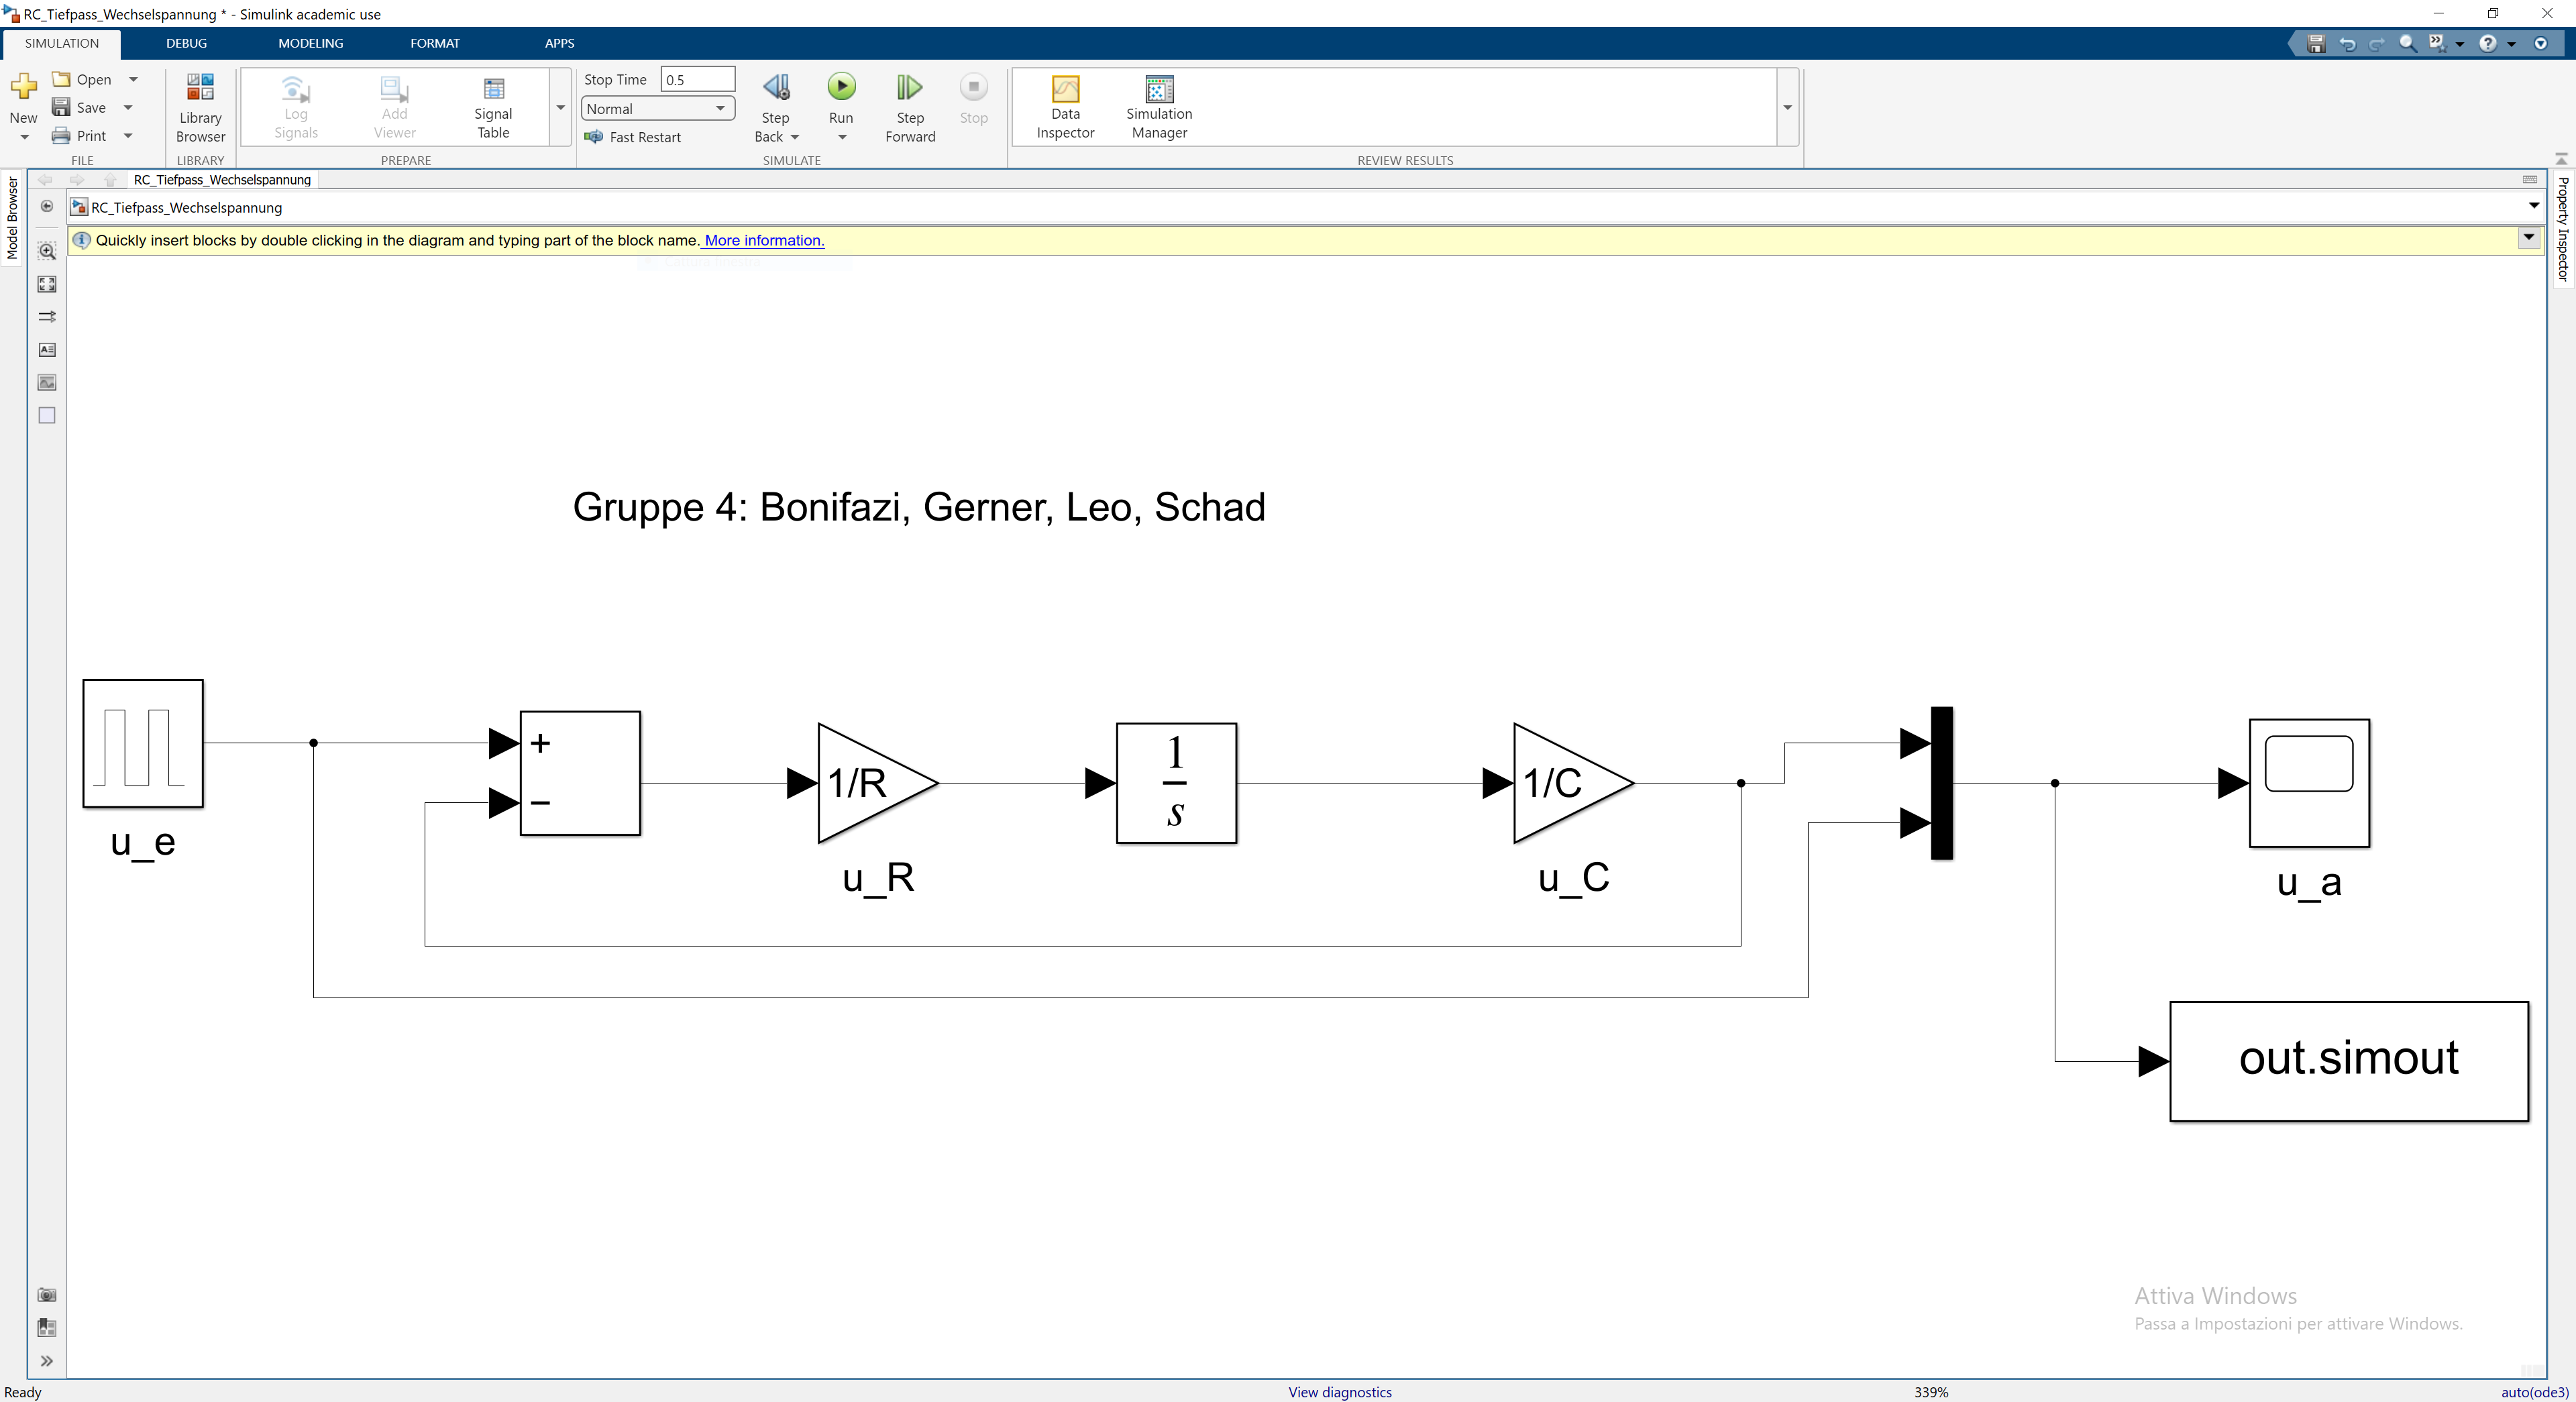 RC_Tiefpass_Wechselspannung * - Simulink academic use
SIMULATION DEBUG MODELING FORMAT APPS
New
Open
Save
Print
FILE
Library Browser
LIBRARY
Log Signals
Add Viewer
Signal Table
PREPARE
Stop Time 0.5
Normal
Fast Restart
Step Back
Run
Step Forward
Stop
SIMULATE
Data Inspector
Simulation Manager
REVIEW RESULTS
Model Browser
Property Inspector
RC_Tiefpass_Wechselspannung
RC_Tiefpass_Wechselspannung
Quickly insert blocks by double clicking in the diagram and typing part of the block name. More information.
Gruppe 4: Bonifazi, Gerner, Leo, Schad
u_e
+
−
1/R
u_R
1
s
1/C
u_C
u_a
out.simout
Attiva Windows
Passa a Impostazioni per attivare Windows.
Ready View diagnostics 339% auto(ode3)